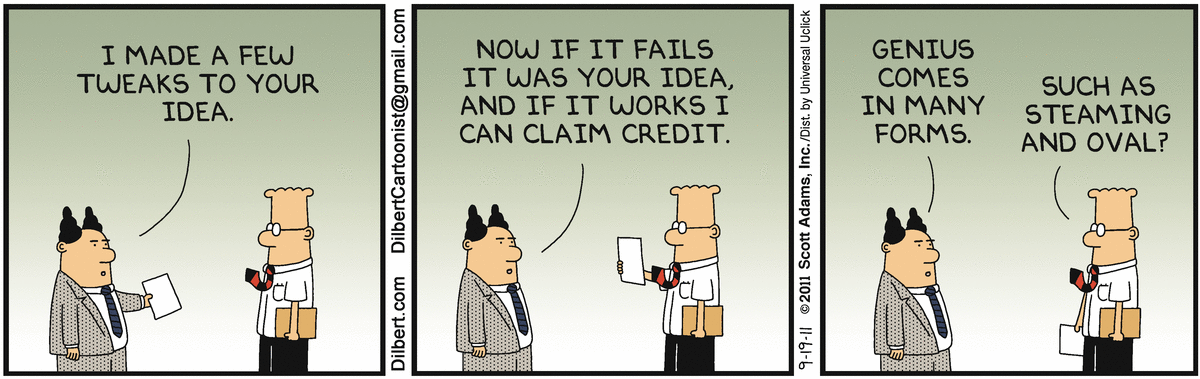 I MADE A FEW
TWEAKS TO YOUR
IDEA.
Dilbert.com DilbertCartoonist@gmail.com
NOW IF IT FAILS
IT WAS YOUR IDEA,
AND IF IT WORKS I
CAN CLAIM CREDIT.
9-19-11 ©2011 Scott Adams, Inc./Dist. by Universal Uclick
GENIUS
COMES
IN MANY
FORMS.
SUCH AS
STEAMING
AND OVAL?